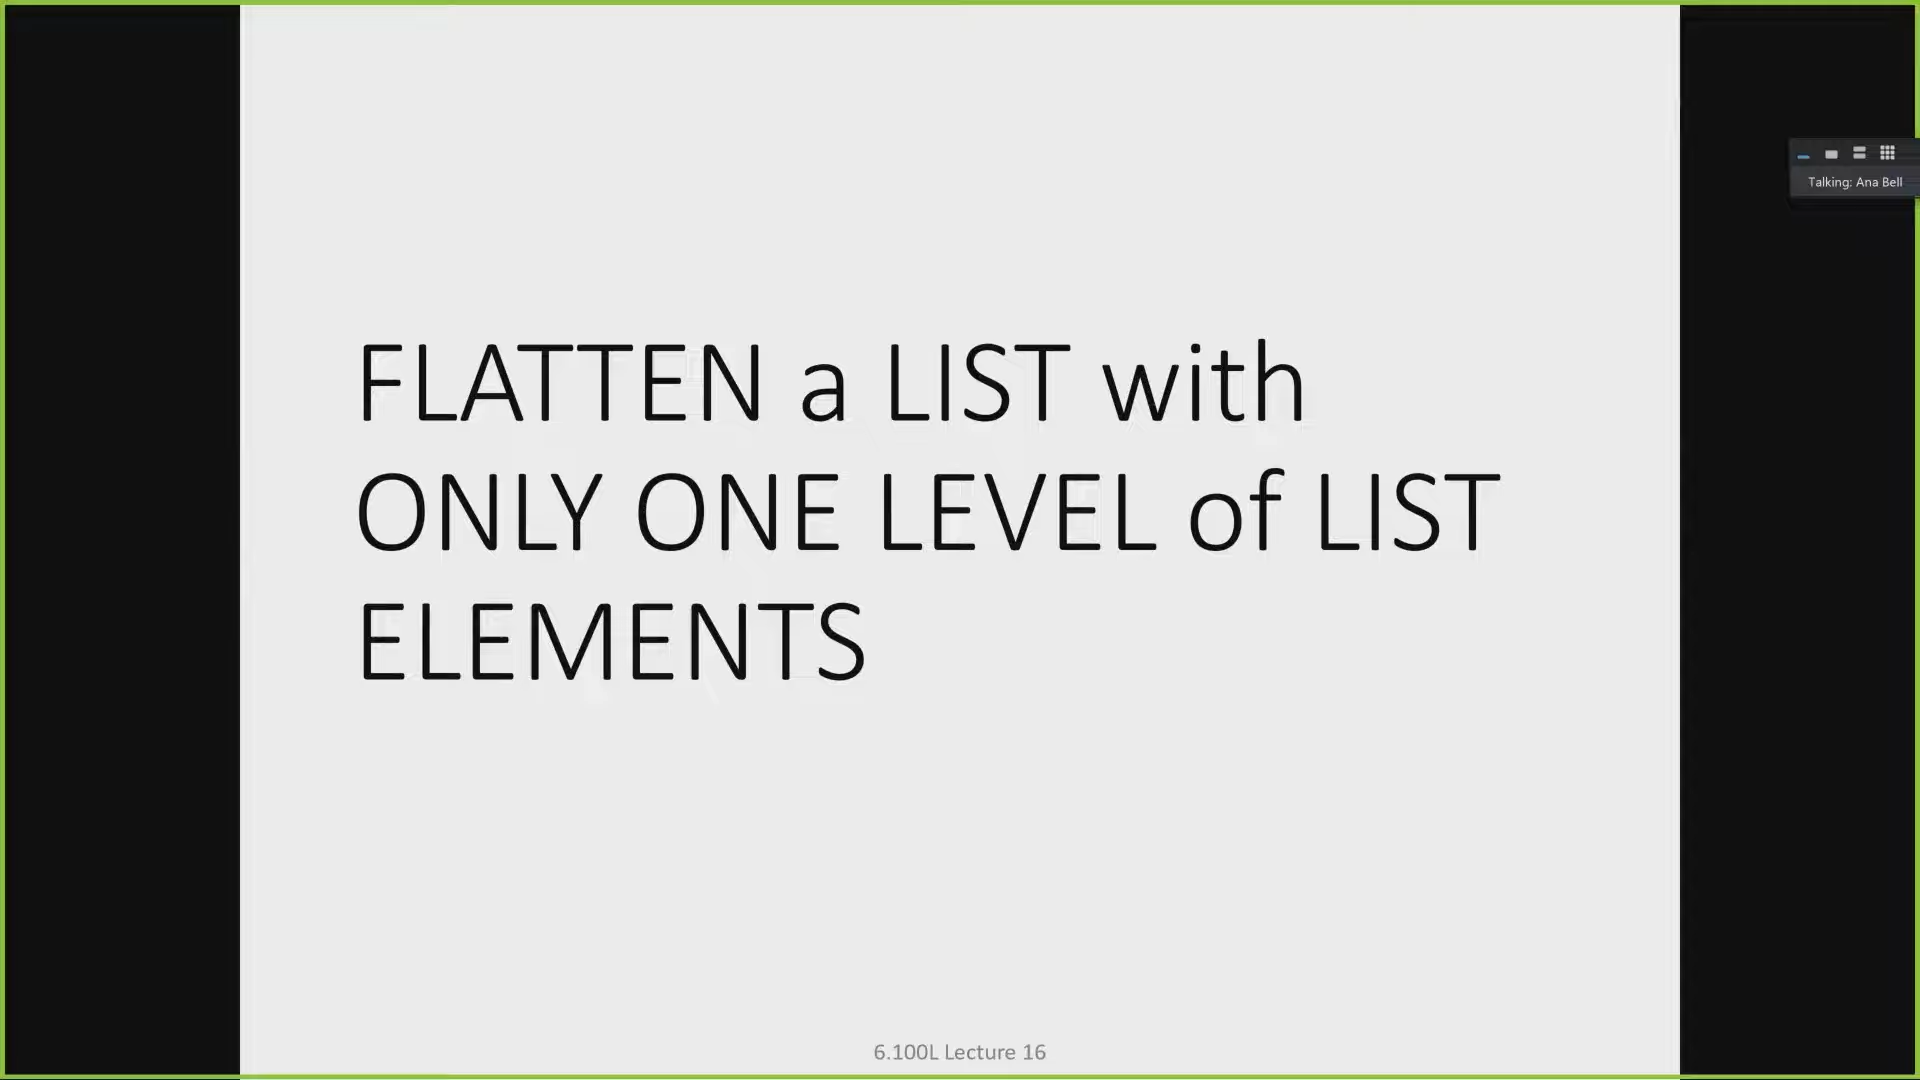 Talking: Ana Bell
FLATTEN a LIST with
ONLY ONE LEVEL of LIST
ELEMENTS
6.100L Lecture 16